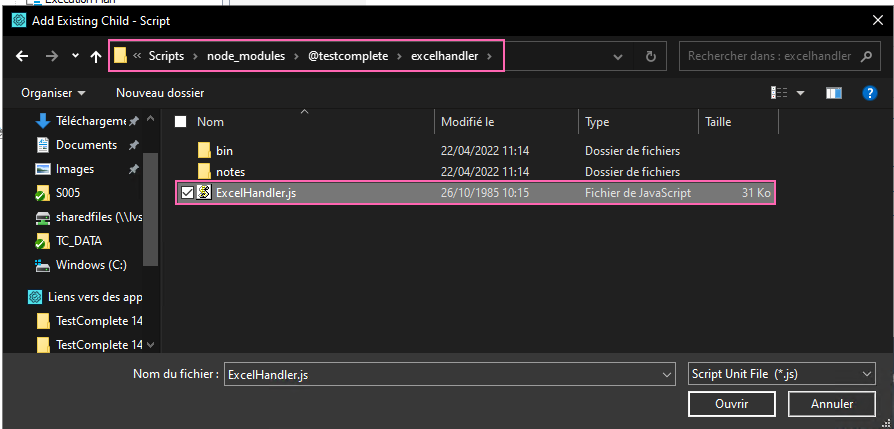 Execution Plan
Add Existing Child - Script
« Scripts › node_modules › @testcomplete › excelhandler ›
Rechercher dans : excelhandler
Organiser
Nouveau dossier
Nom
Modifié le
Type
Taille
Téléchargeme
Documents
Images
S005
sharedfiles (\\lvs
TC_DATA
Windows (C:)
Liens vers des app
TestComplete 14
TestComplete 14
bin 22/04/2022 11:14 Dossier de fichiers
notes 22/04/2022 11:14 Dossier de fichiers
ExcelHandler.js 26/10/1985 10:15 Fichier de JavaScript 31 Ko
Nom du fichier : ExcelHandler.js
Script Unit File (*.js)
Ouvrir
Annuler